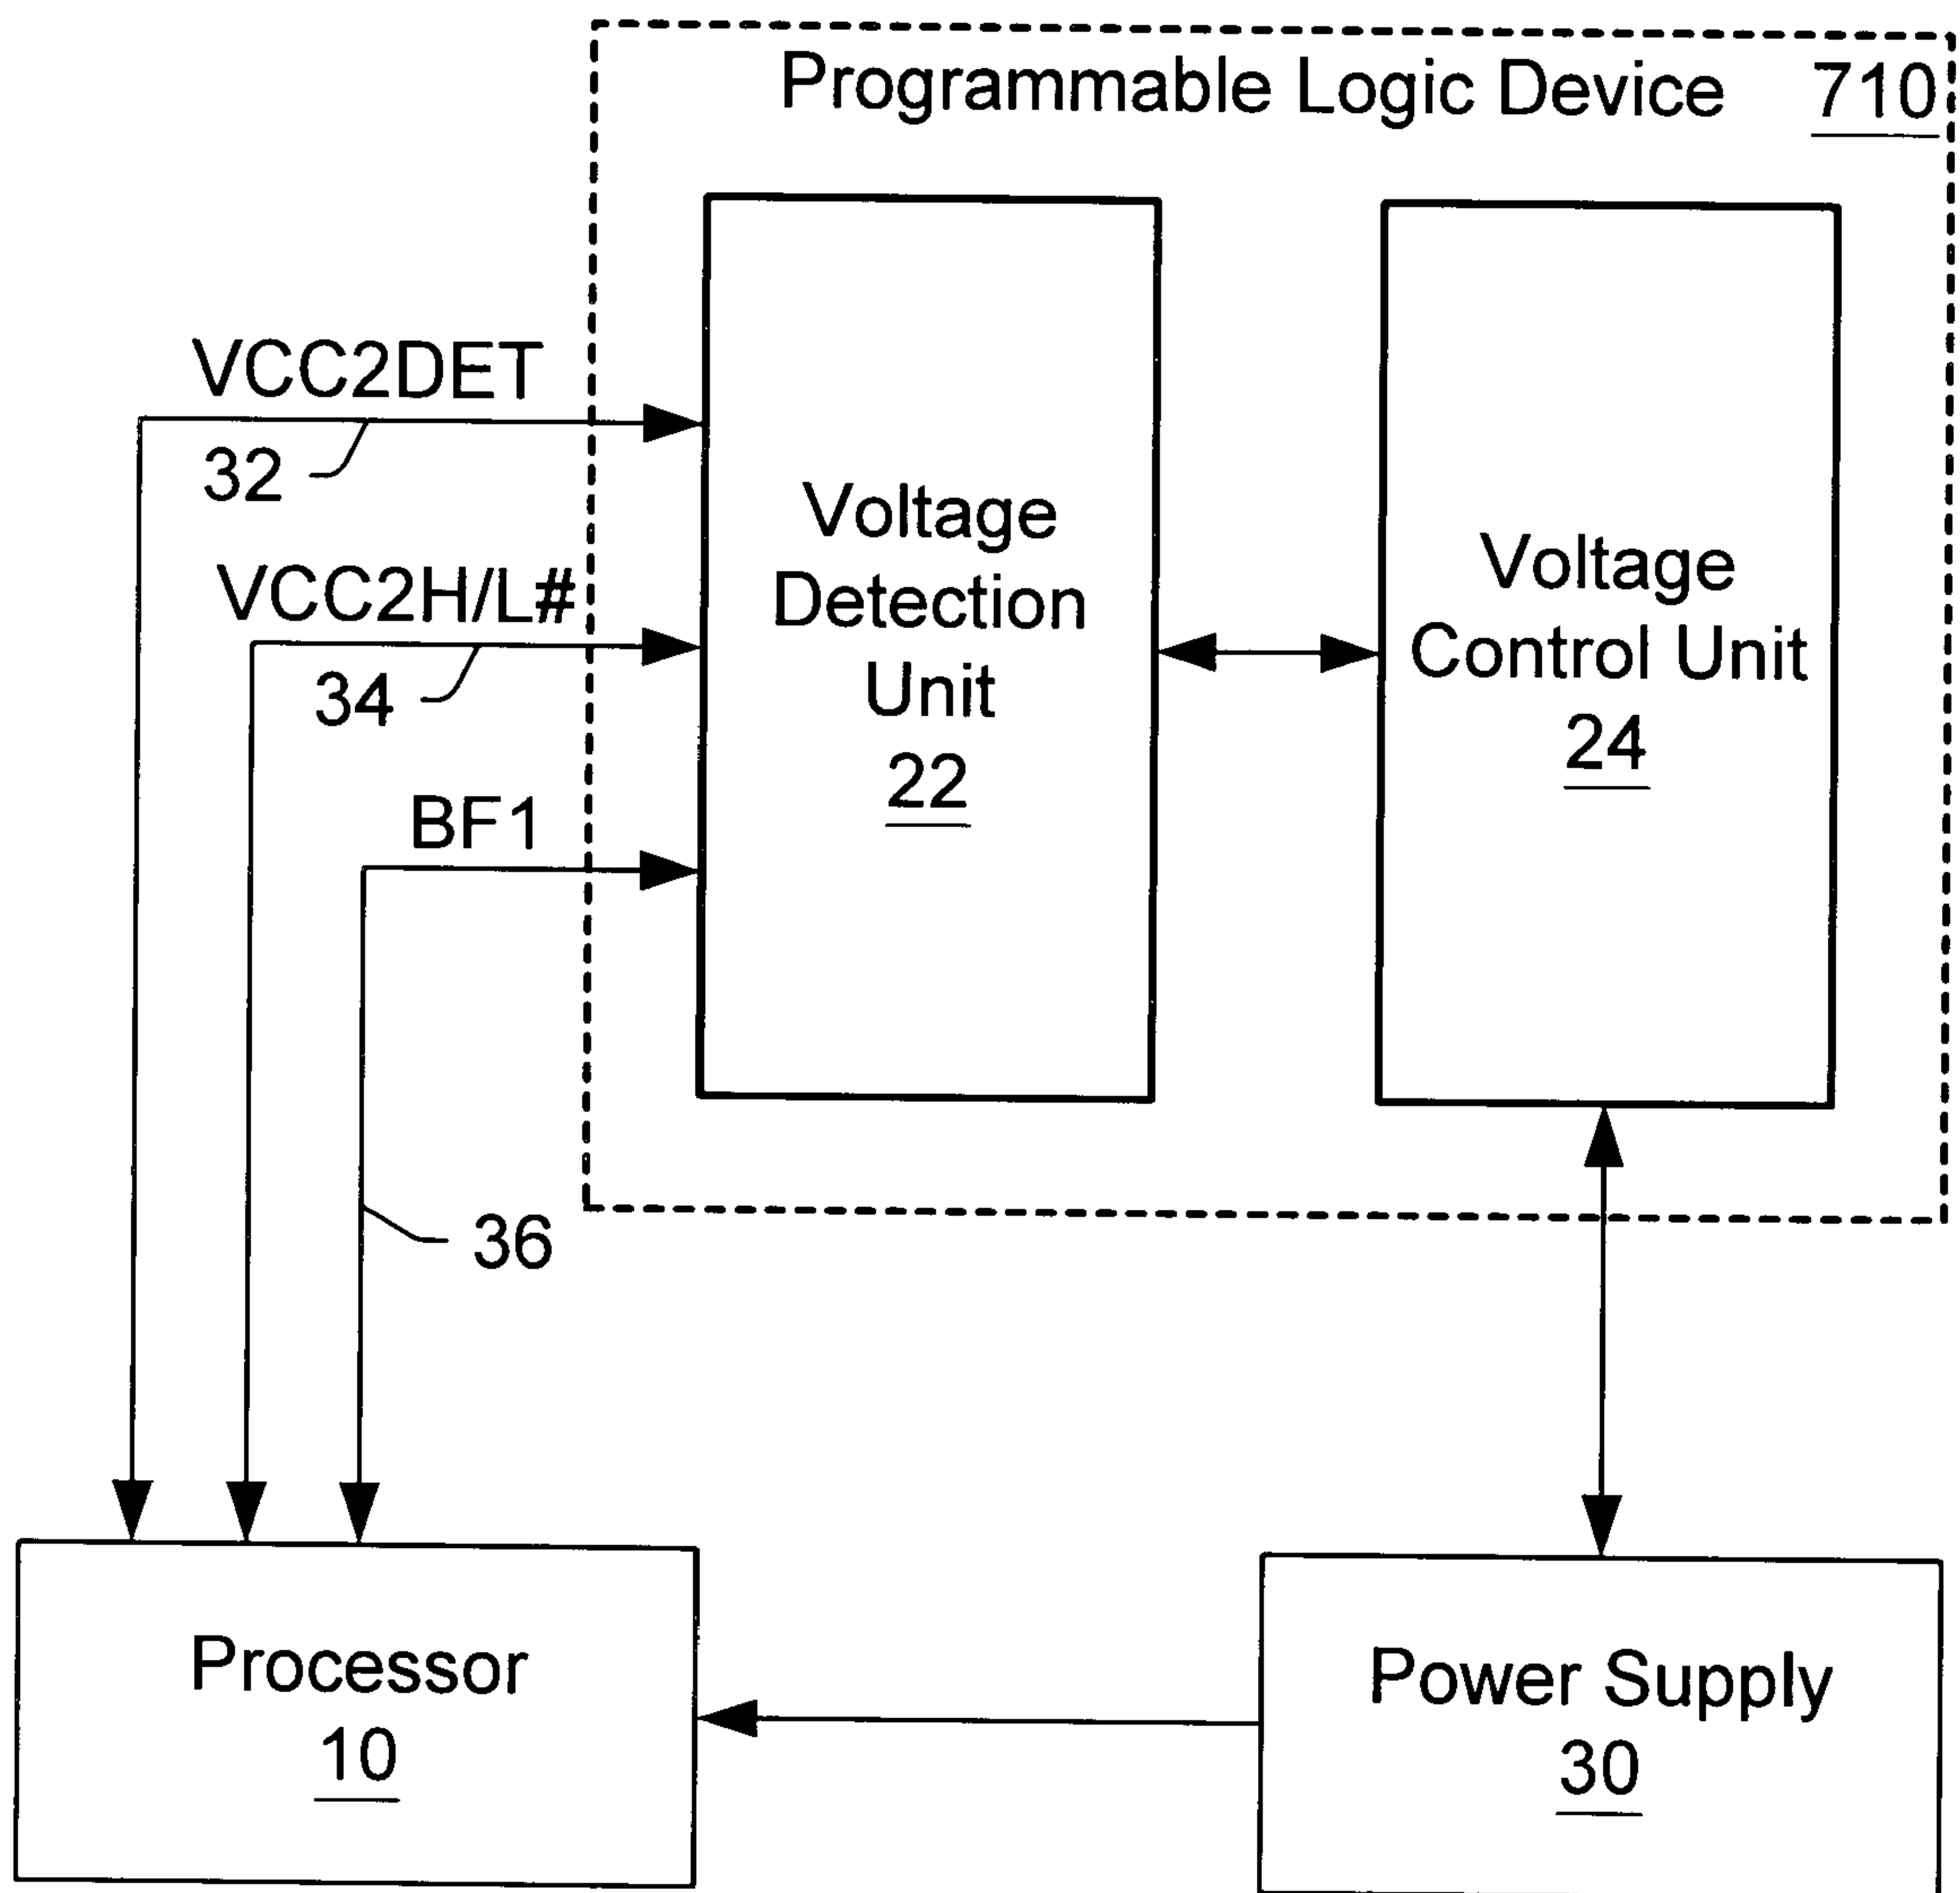 Programmable Logic Device 710
VCC2DET
32
VCC2H/L#
34
BF1
36
Voltage
Detection
Unit
22
Voltage
Control Unit
24
Processor
10
Power Supply
30